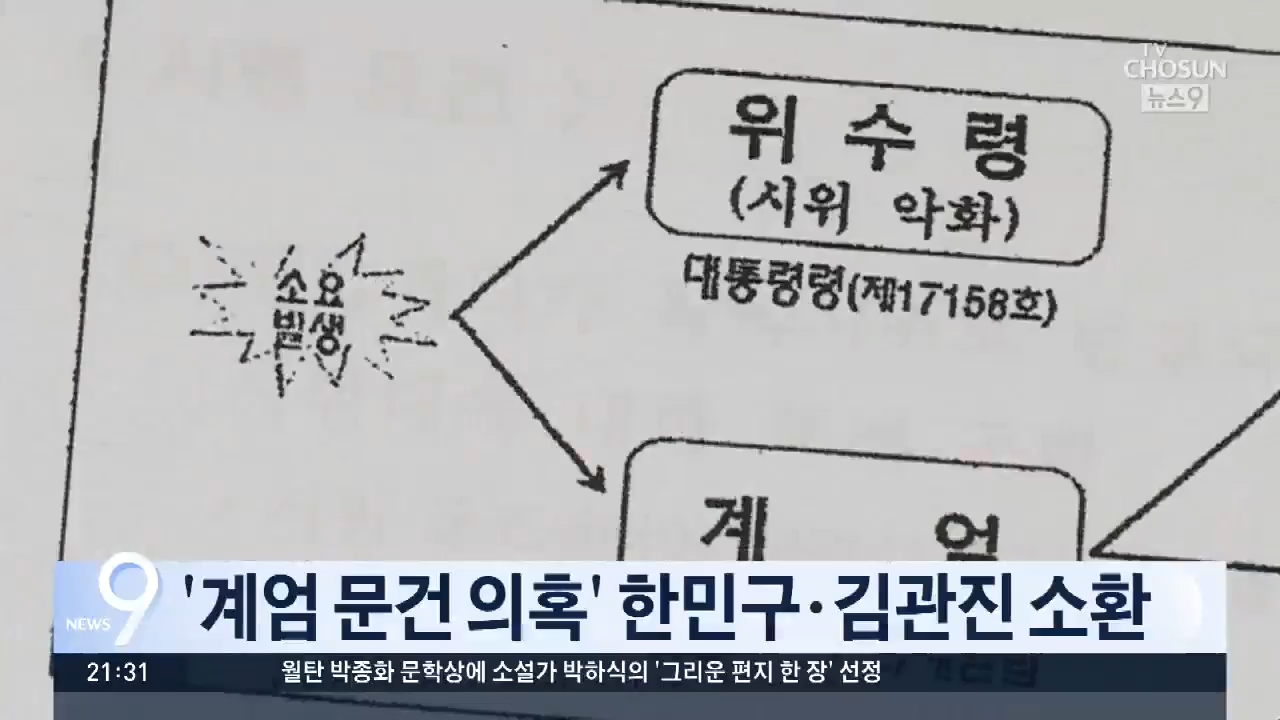 TV
CHOSUN
뉴스9
위 수 령
(시위 악화)
대통령령(제17158호)
소요
발생
계 엄
NEWS 9
'계엄 문건 의혹' 한민구·김관진 소환
21:31
월탄 박종화 문학상에 소설가 박하식의 '그리운 편지 한 장' 선정